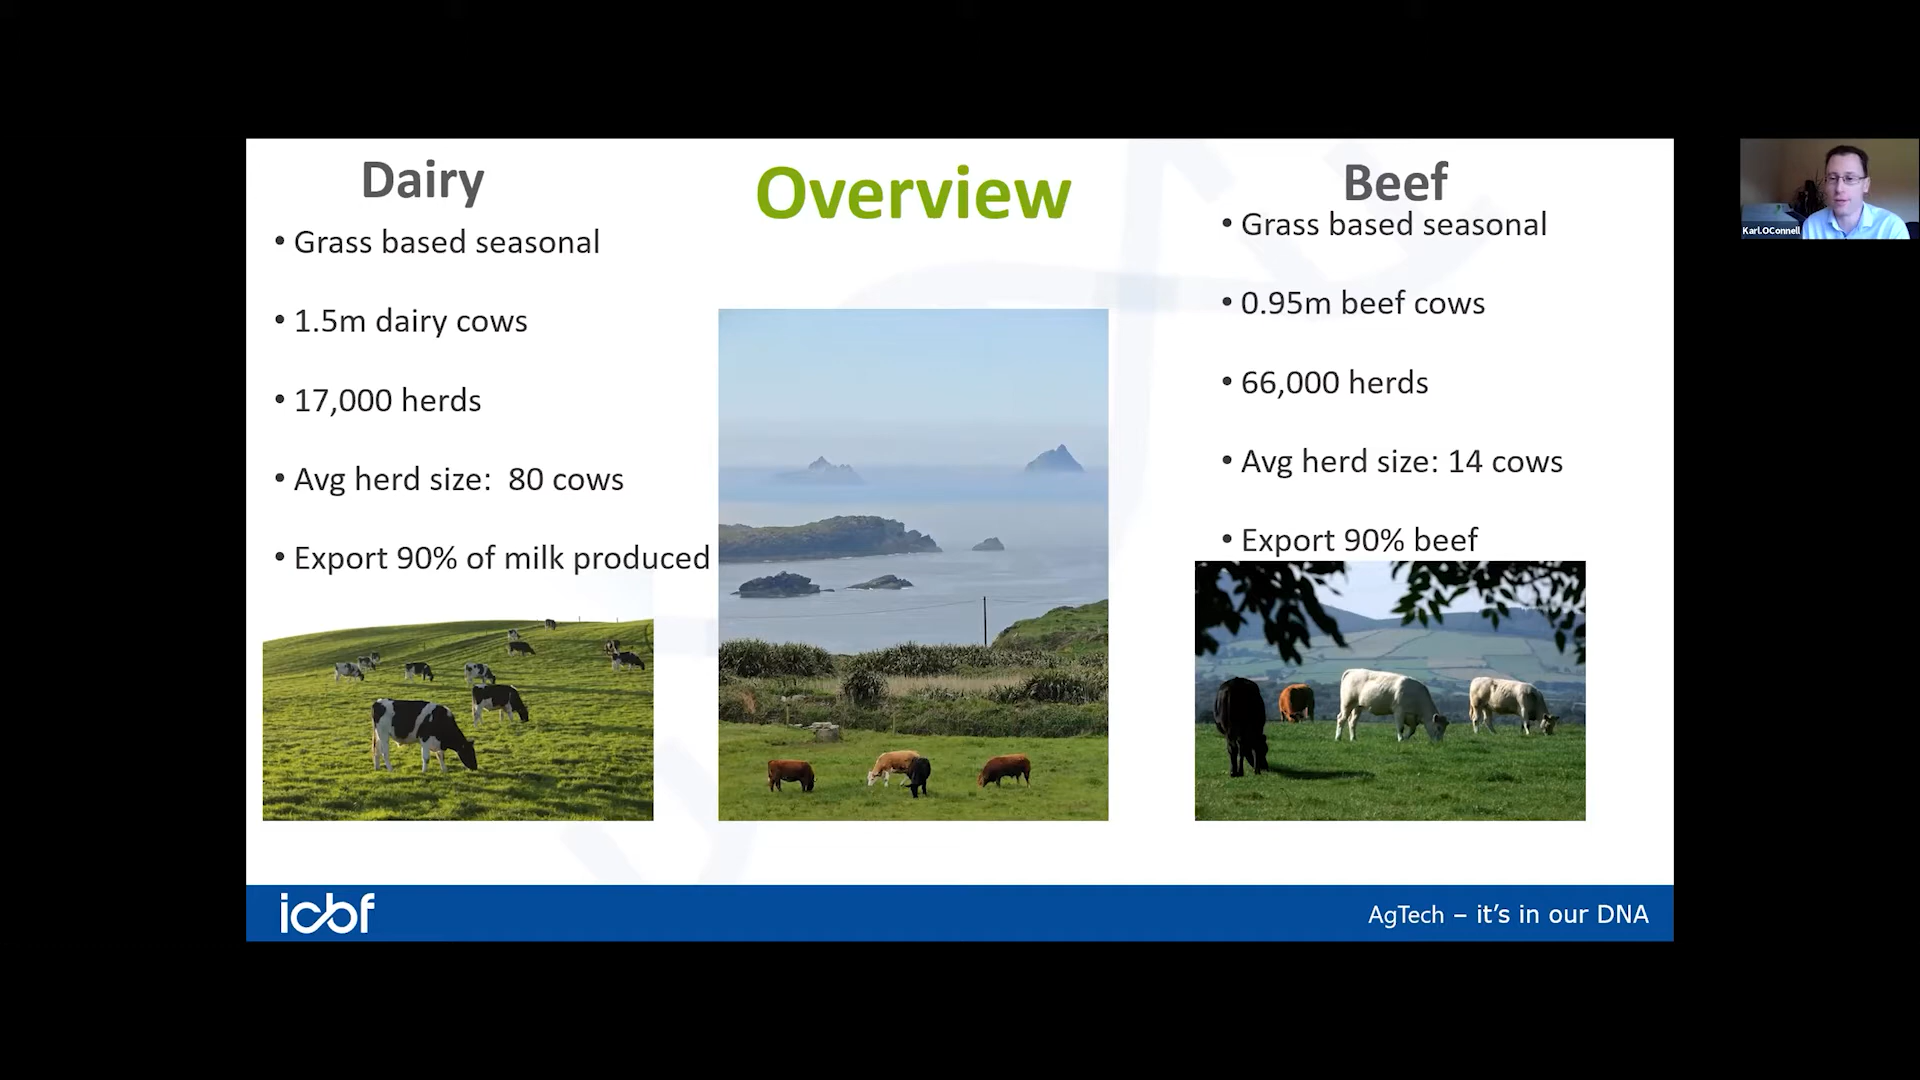 Dairy
• Grass based seasonal
• 1.5m dairy cows
• 17,000 herds
• Avg herd size:  80 cows
• Export 90% of milk produced
Overview
Beef
• Grass based seasonal
• 0.95m beef cows
• 66,000 herds
• Avg herd size: 14 cows
• Export 90% beef
Karl.OConnell
icbf
AgTech – it's in our DNA